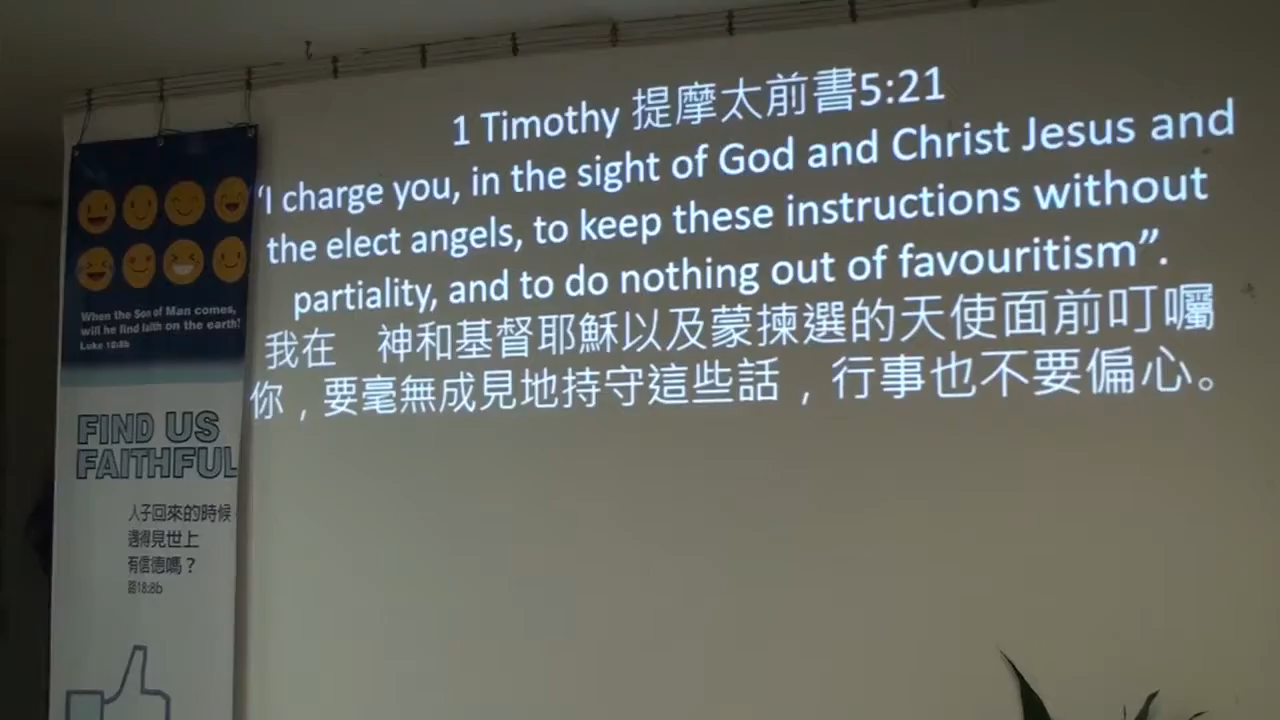 1 Timothy 提摩太前書5:21
“I charge you, in the sight of God and Christ Jesus and
the elect angels, to keep these instructions without
partiality, and to do nothing out of favouritism”.
我在　神和基督耶穌以及蒙揀選的天使面前叮囑
你，要毫無成見地持守這些話，行事也不要偏心。
When the Son of Man comes,
will he find faith on the earth?
Luke 18:8b
FIND US
FAITHFUL
人子回來的時候
遇得見世上
有信德嗎？
路18:8b